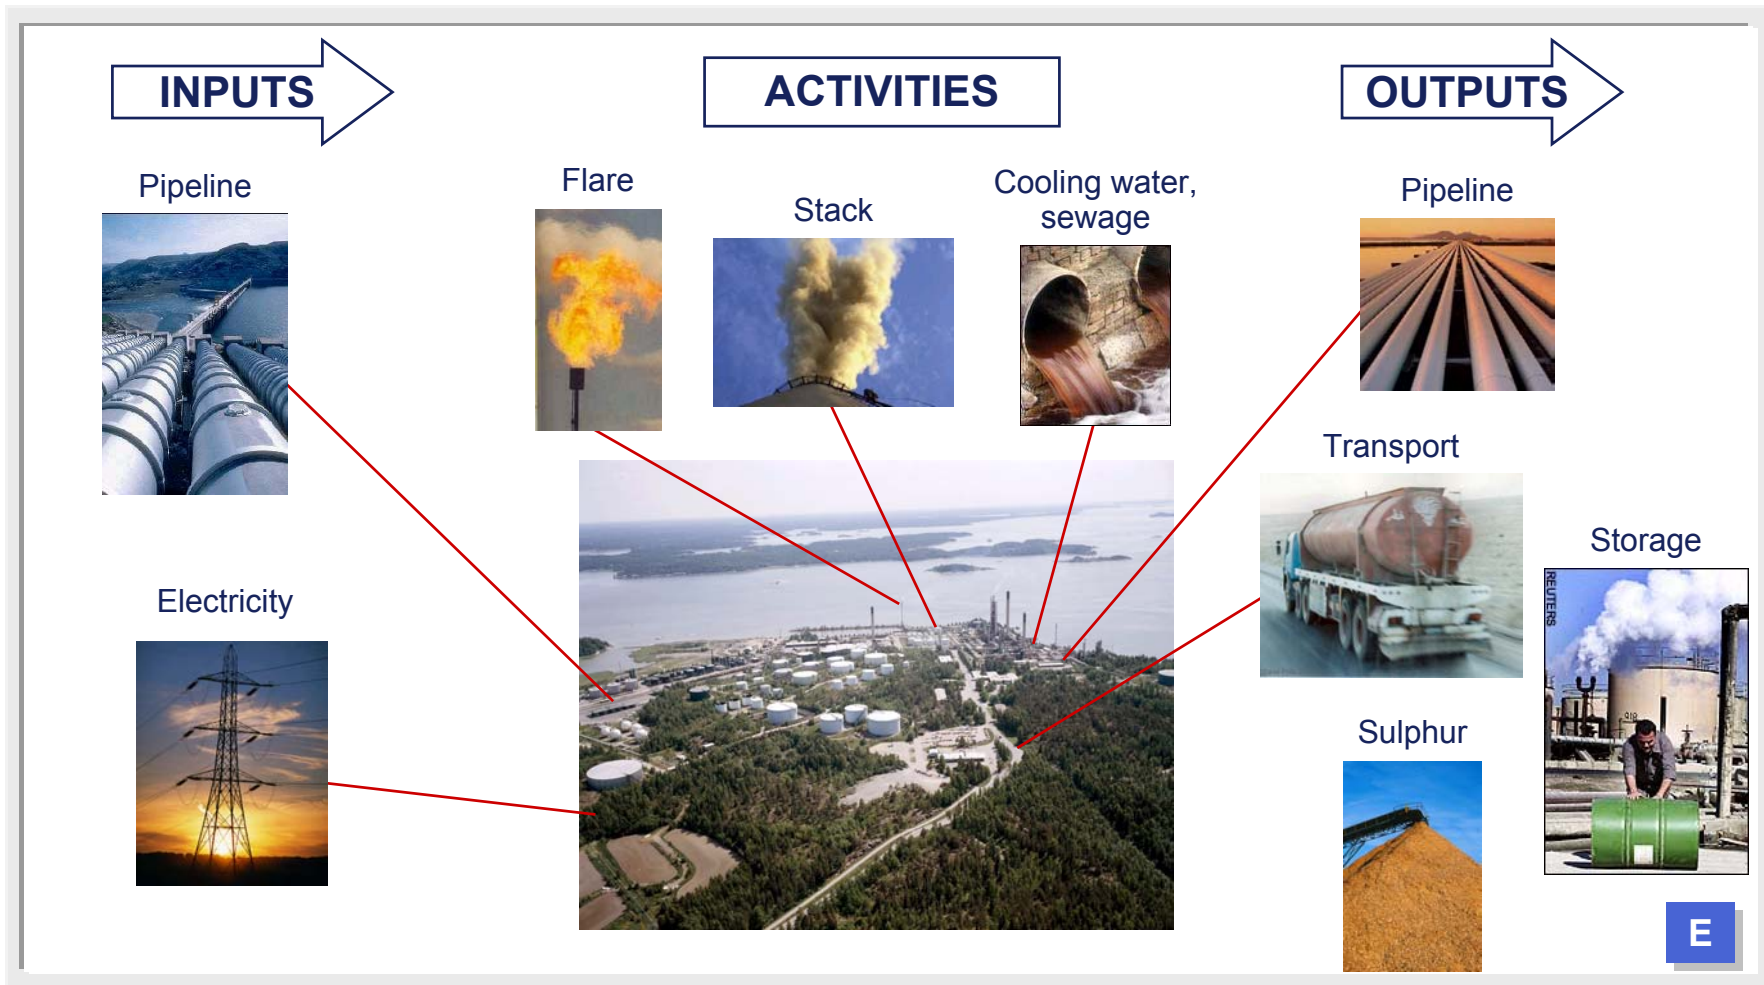 INPUTS
ACTIVITIES
OUTPUTS
Pipeline
Flare
Stack
Cooling water,
sewage
Pipeline
Transport
Storage
REUTERS
Electricity
Sulphur
E